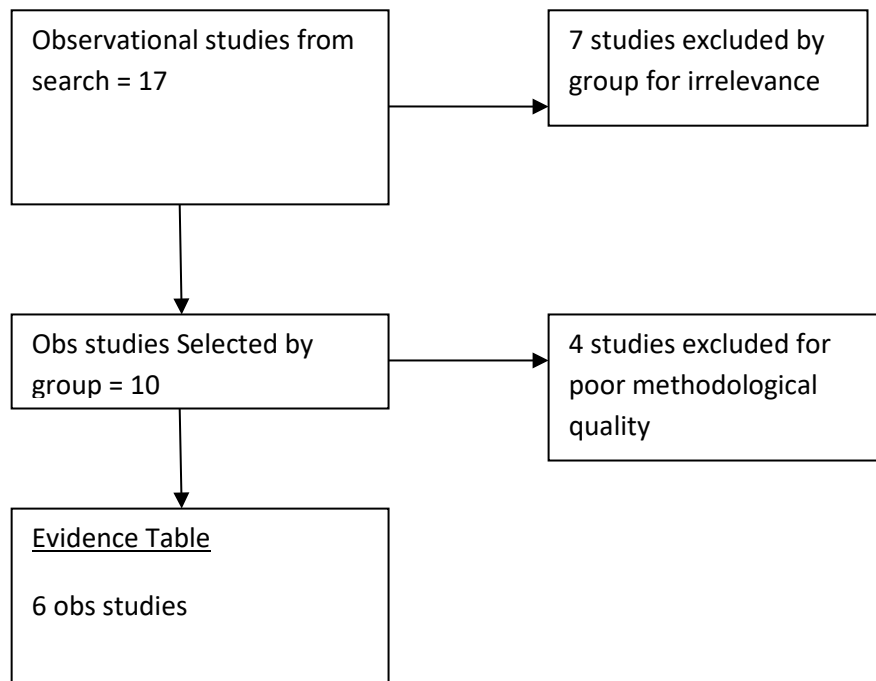 Observational studies from
search = 17
7 studies excluded by
group for irrelevance
Obs studies Selected by
group = 10
4 studies excluded for
poor methodological
quality
Evidence Table
6 obs studies